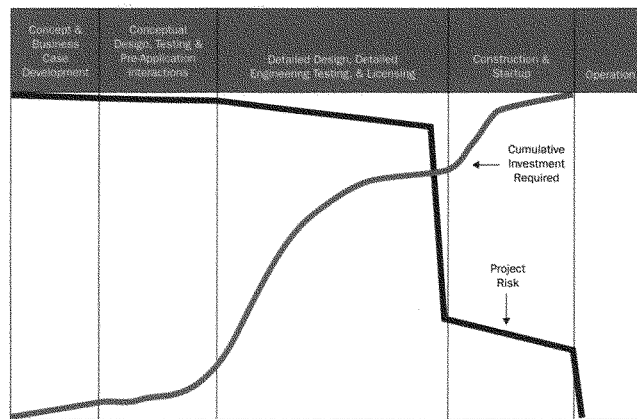 Concept &
Business
Case
Development
Conceptual
Design, Testing &
Pre-Application
Interactions
Detailed Design, Detailed
Engineering Testing, & Licensing
Construction &
Startup
Operation
Cumulative
Investment
Required
Project
Risk